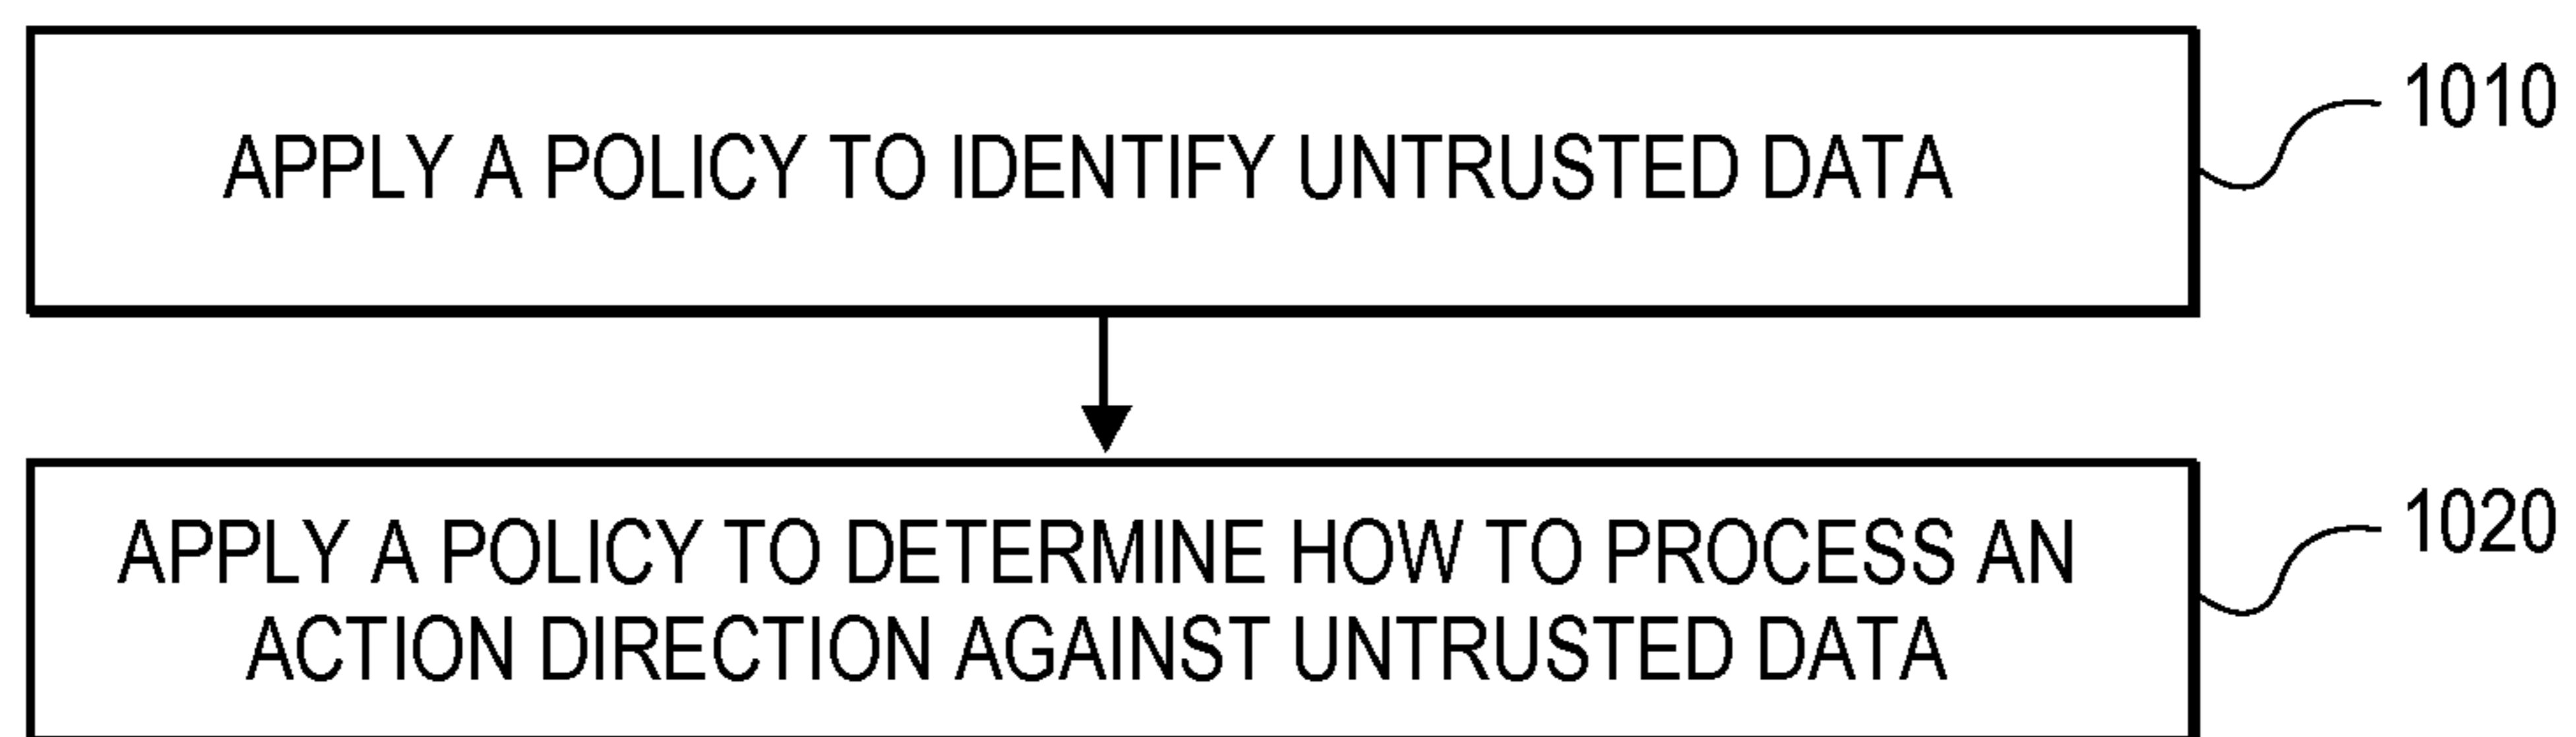 APPLY A POLICY TO IDENTIFY UNTRUSTED DATA
1010
APPLY A POLICY TO DETERMINE HOW TO PROCESS AN
ACTION DIRECTION AGAINST UNTRUSTED DATA
1020